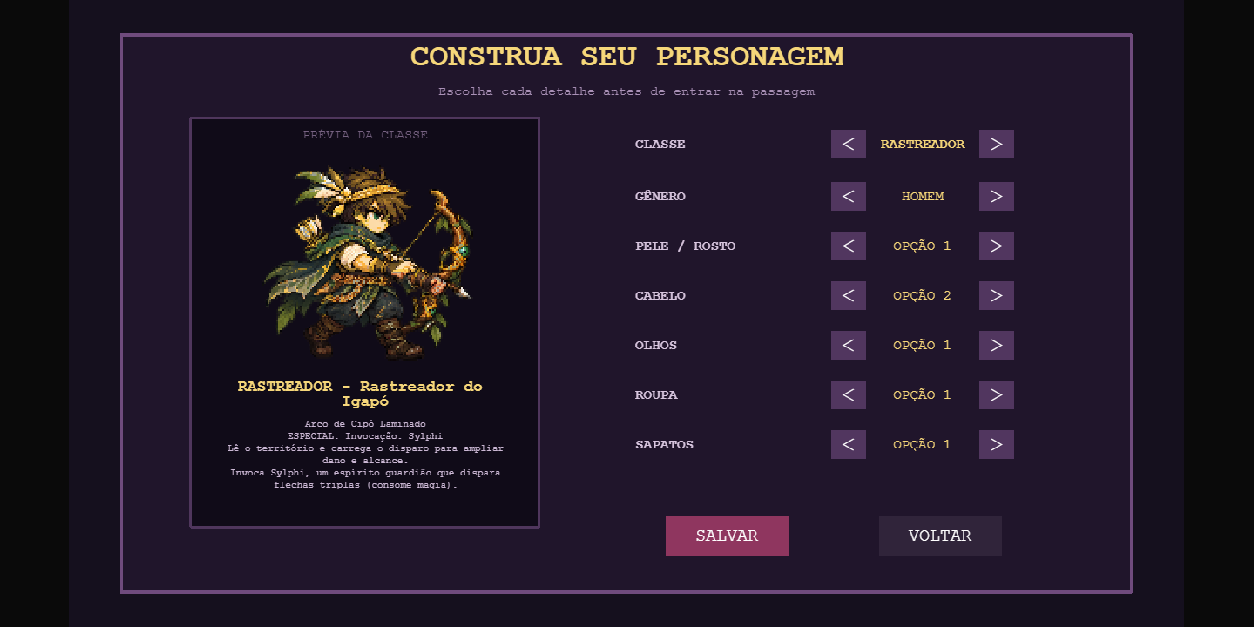 CONSTRUA SEU PERSONAGEM
Escolha cada detalhe antes de entrar na passagem
PRÉVIA DA CLASSE
RASTREADOR - Rastreador do
Igapó
Arco de Cipó Laminado
ESPECIAL: Invocação: Sylphi
Lê o território e carrega o disparo para ampliar
dano e alcance.
Invoca Sylphi, um espírito guardião que dispara
flechas triplas (consome magia).
CLASSE < RASTREADOR >
GÊNERO < HOMEM >
PELE / ROSTO < OPÇÃO 1 >
CABELO < OPÇÃO 2 >
OLHOS < OPÇÃO 1 >
ROUPA < OPÇÃO 1 >
SAPATOS < OPÇÃO 1 >
SALVAR VOLTAR